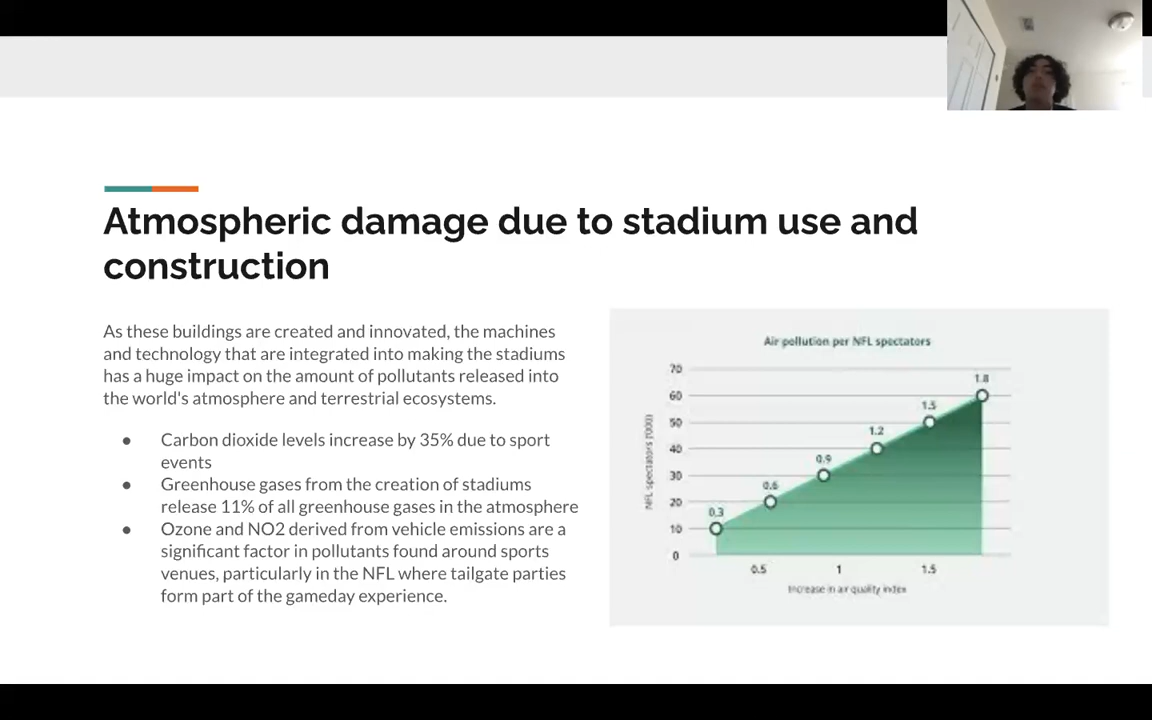 Atmospheric damage due to stadium use and
construction
As these buildings are created and innovated, the machines
and technology that are integrated into making the stadiums
has a huge impact on the amount of pollutants released into
the world's atmosphere and terrestrial ecosystems.
● Carbon dioxide levels increase by 35% due to sport
events
● Greenhouse gases from the creation of stadiums
release 11% of all greenhouse gases in the atmosphere
● Ozone and NO2 derived from vehicle emissions are a
significant factor in pollutants found around sports
venues, particularly in the NFL where tailgate parties
form part of the gameday experience.
Air pollution per NFL spectators
NFL spectators ('000)
70
60
50
40
30
20
10
0
0.3
0.6
0.9
1.2
1.5
1.8
0.5 1 1.5
Increase in air quality index